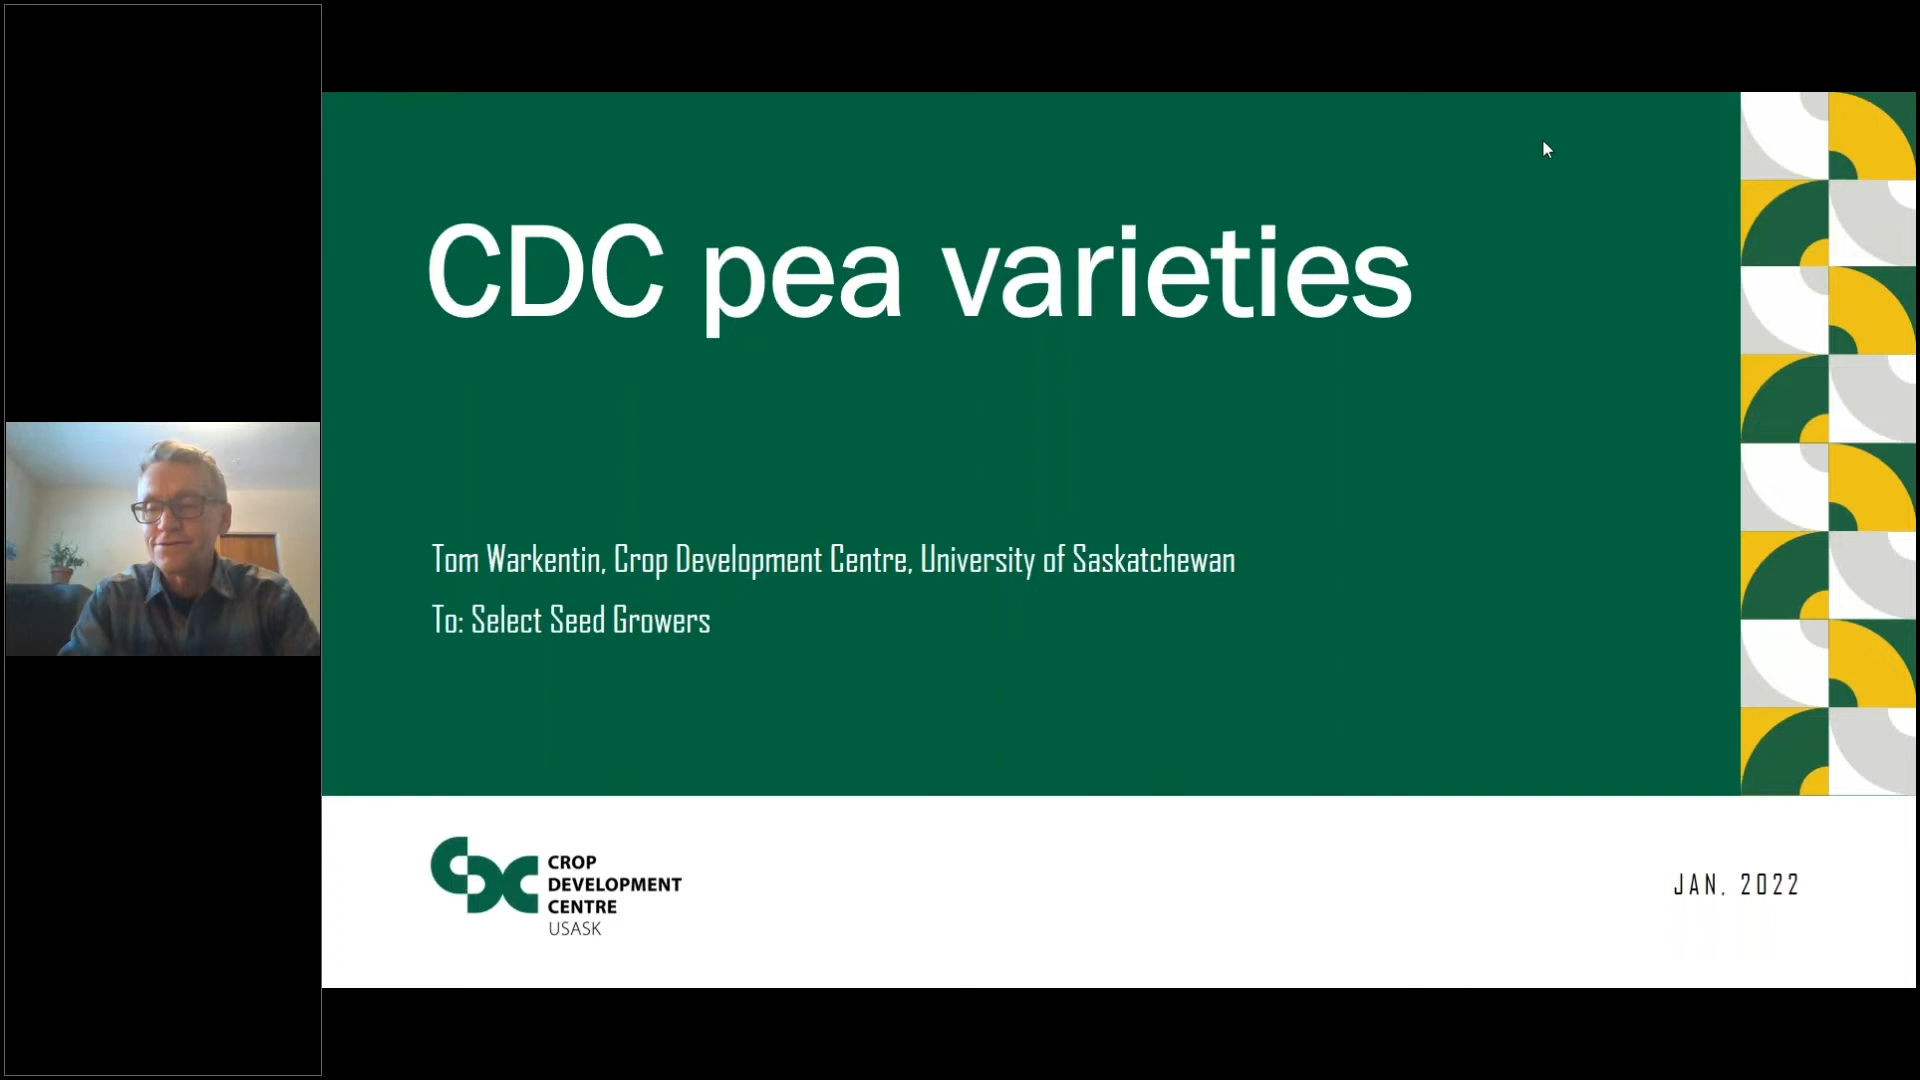 CDC pea varieties
Tom Warkentin, Crop Development Centre, University of Saskatchewan
To: Select Seed Growers
CDC
CROP
DEVELOPMENT
CENTRE
USASK
JAN. 2022